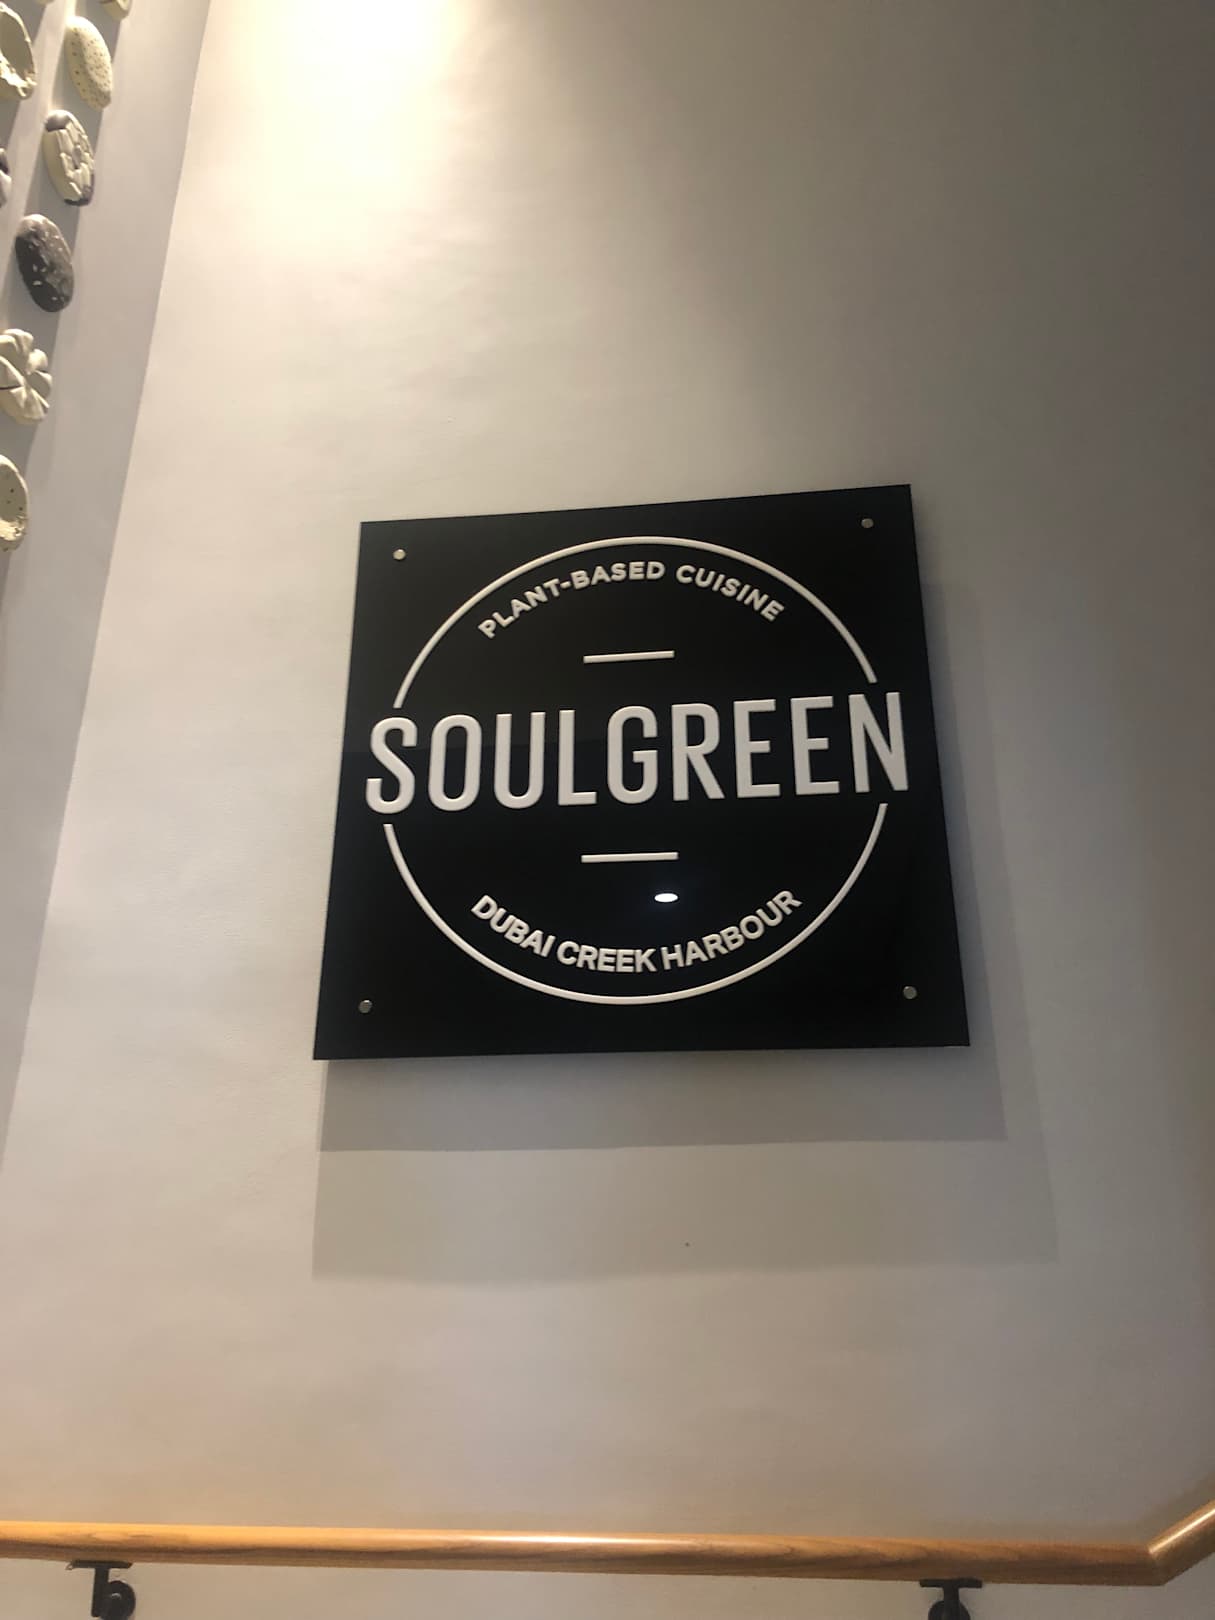 PLANT-BASED CUISINE
SOULGREEN
DUBAI CREEK HARBOUR